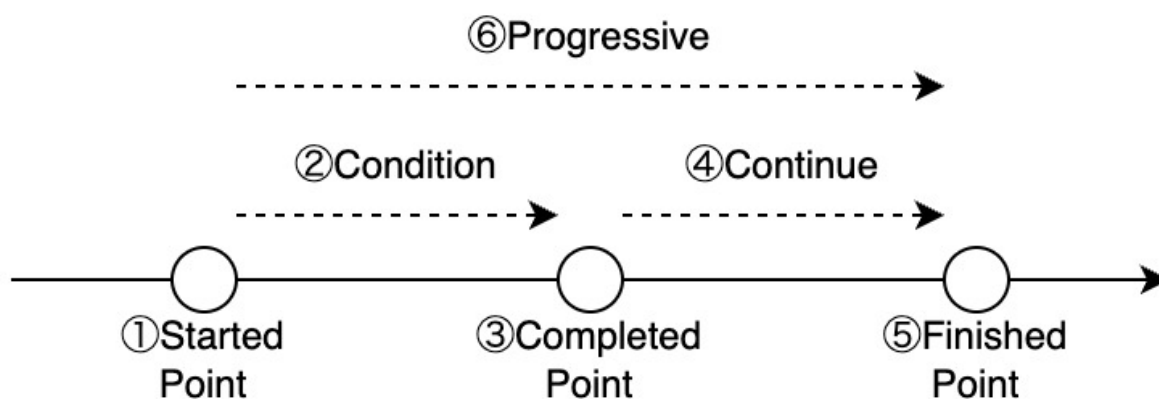 ⑥Progressive
②Condition
④Continue
①Started
Point
③Completed
Point
⑤Finished
Point